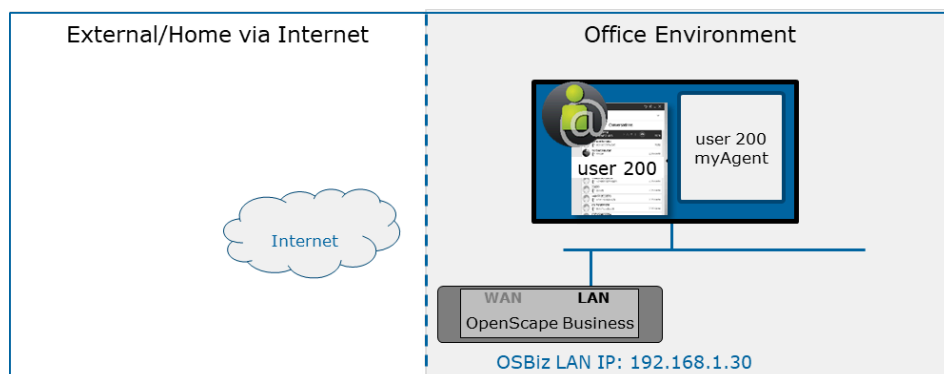 External/Home via Internet
Office Environment
@
user 200
user 200
myAgent
Internet
WAN LAN
OpenScape Business
OSBiz LAN IP: 192.168.1.30